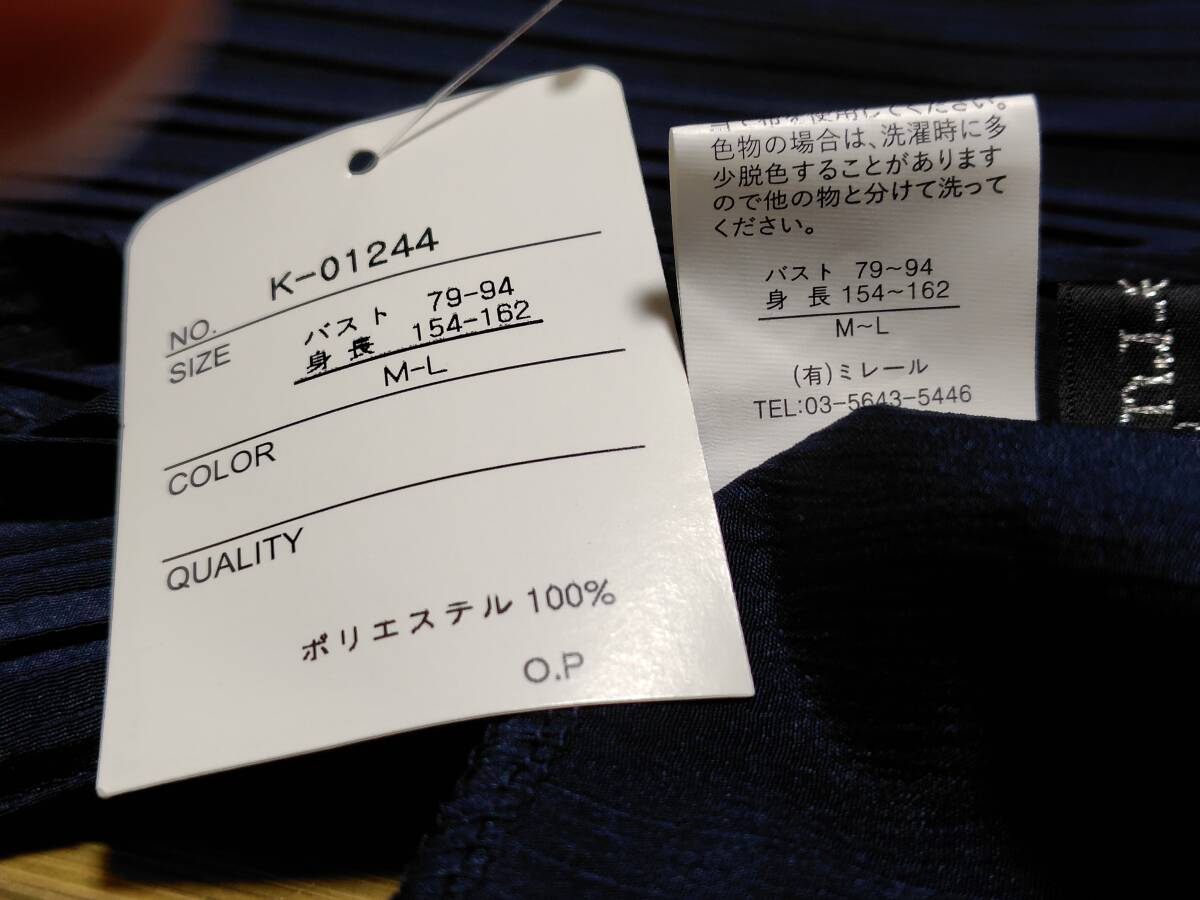 NO. K-01244
SIZE バスト 79-94
身長 154-162
M-L
COLOR
QUALITY
ポリエステル 100%
O.P
色物の場合は、洗濯時に多
少脱色することがあります
ので他の物と分けて洗って
ください。
バスト 79~94
身長 154~162
M~L
(有)ミレール
TEL:03-5643-5446